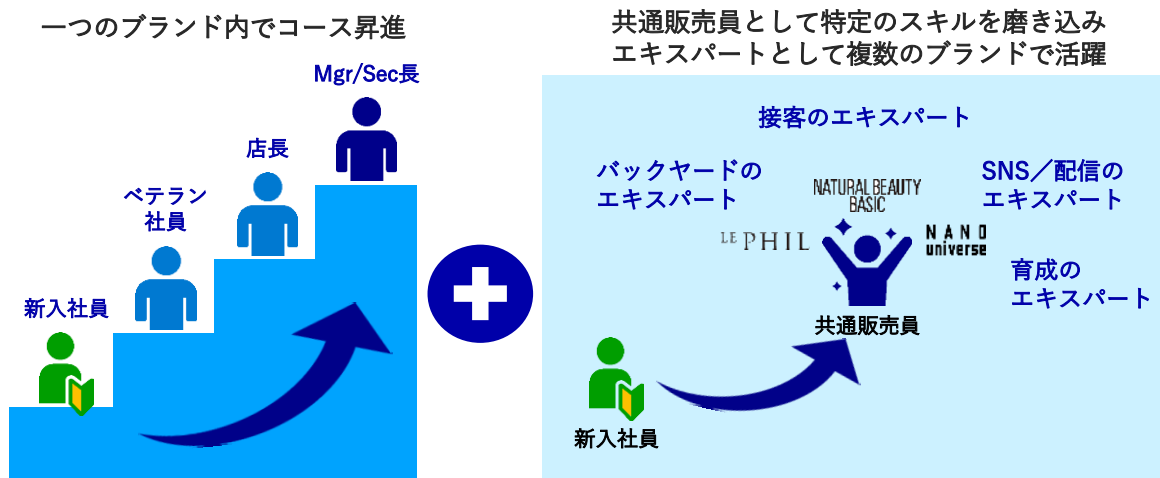 一つのブランド内でコース昇進
Mgr/Sec長
店長
ベテラン
社員
新入社員
共通販売員として特定のスキルを磨き込み
エキスパートとして複数のブランドで活躍
接客のエキスパート
バックヤードの
エキスパート
SNS／配信の
エキスパート
NATURAL BEAUTY
BASIC
LE PHIL
NANO
universe
育成の
エキスパート
共通販売員
新入社員